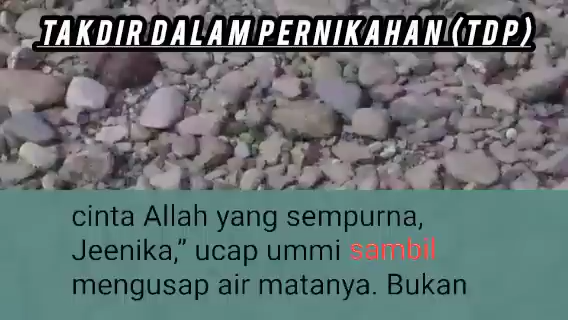 TAKDIR DALAM PERNIKAHAN (TDP)
cinta Allah yang sempurna,
Jeenika,” ucap ummi sambil
mengusap air matanya. Bukan